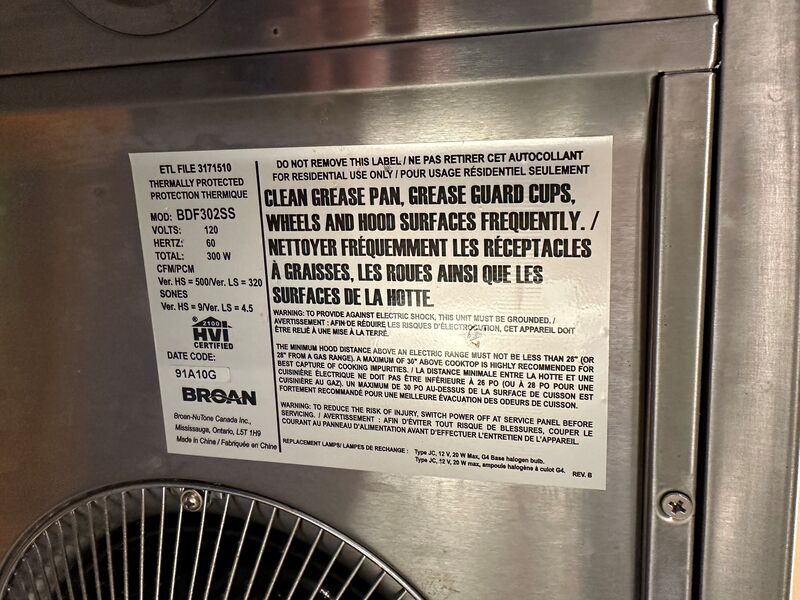 ETL FILE 3171510
THERMALLY PROTECTED
PROTECTION THERMIQUE
MOD: BDF302SS
VOLTS: 120
HERTZ: 60
TOTAL: 300 W
CFM/PCM
Ver. HS = 500/Ver. LS = 320
SONES
Ver. HS = 9/Ver. LS = 4.5
2100
HVI®
CERTIFIED
DATE CODE:
91A10G
BROAN
Broan-NuTone Canada Inc.,
Mississauga, Ontario, L5T 1H9
Made in China / Fabriquée en Chine
DO NOT REMOVE THIS LABEL / NE PAS RETIRER CET AUTOCOLLANT
FOR RESIDENTIAL USE ONLY / POUR USAGE RÉSIDENTIEL SEULEMENT
CLEAN GREASE PAN, GREASE GUARD CUPS,
WHEELS AND HOOD SURFACES FREQUENTLY. /
NETTOYER FRÉQUEMMENT LES RÉCEPTACLES
À GRAISSES, LES ROUES AINSI QUE LES
SURFACES DE LA HOTTE.
WARNING: TO PROVIDE AGAINST ELECTRIC SHOCK, THIS UNIT MUST BE GROUNDED. /
AVERTISSEMENT : AFIN DE RÉDUIRE LES RISQUES D'ÉLECTROCUTION, CET APPAREIL DOIT
ÊTRE RELIÉ À UNE MISE À LA TERRE.
THE MINIMUM HOOD DISTANCE ABOVE AN ELECTRIC RANGE MUST NOT BE LESS THAN 26" (OR
28" FROM A GAS RANGE). A MAXIMUM OF 30" ABOVE COOKTOP IS HIGHLY RECOMMENDED FOR
BEST CAPTURE OF COOKING IMPURITIES. / LA DISTANCE MINIMALE ENTRE LA HOTTE ET UNE
CUISINIÈRE ÉLECTRIQUE NE DOIT PAS ÊTRE INFÉRIEURE À 26 PO (OU À 28 PO POUR UNE
CUISINIÈRE AU GAZ). UN MAXIMUM DE 30 PO AU-DESSUS DE LA SURFACE DE CUISSON EST
FORTEMENT RECOMMANDÉ POUR UNE MEILLEURE ÉVACUATION DES ODEURS DE CUISSON.
WARNING: TO REDUCE THE RISK OF INJURY, SWITCH POWER OFF AT SERVICE PANEL BEFORE
SERVICING. / AVERTISSEMENT : AFIN D'ÉVITER TOUT RISQUE DE BLESSURES, COUPER LE
COURANT AU PANNEAU D'ALIMENTATION AVANT D'EFFECTUER L'ENTRETIEN DE L'APPAREIL.
REPLACEMENT LAMPS/ LAMPES DE RECHANGE : Type JC, 12 V, 20 W Max, G4 Base halogen bulb.
Type JC, 12 V, 20 W max, ampoule halogène à culot G4. REV. B